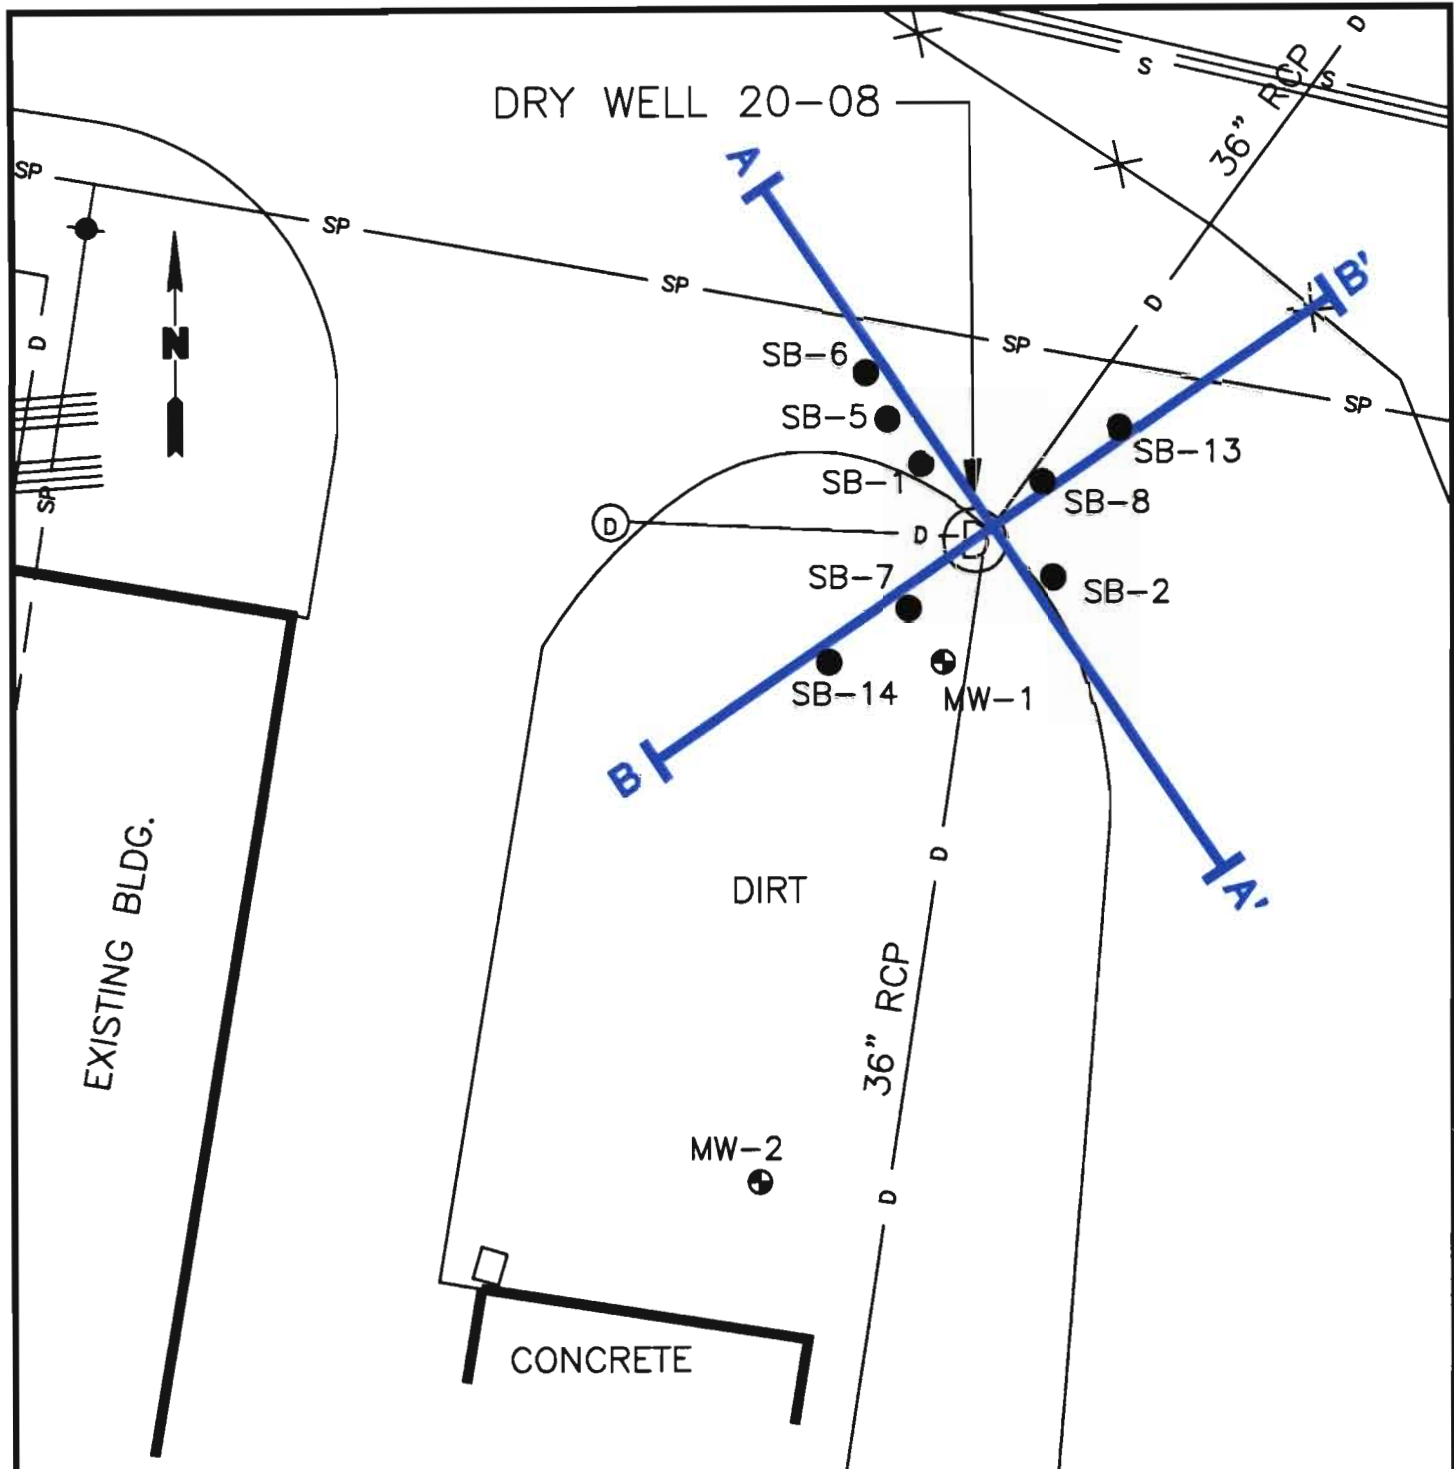 D
S
S
36" RCP
DRY WELL 20-08
A
SP
SP
B'
N
SP
D
D
SP
SB-6
SP
SB-5
SB-13
SB-1
SB-8
SP
D
D
D
SB-7
SB-2
SB-14
MW-1
B
D
DIRT
A'
EXISTING BLDG.
36" RCP
MW-2
D
CONCRETE